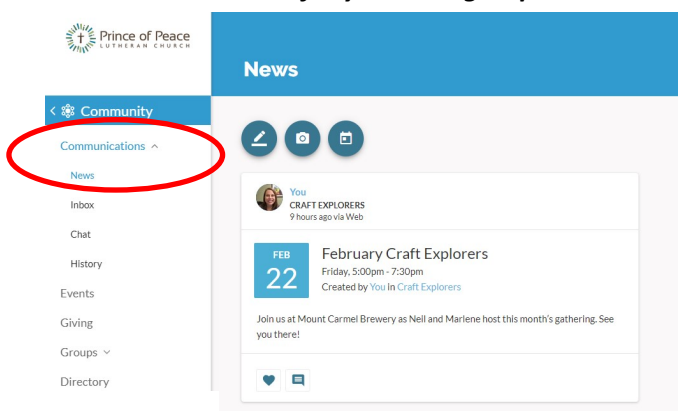 Prince of Peace
LUTHERAN CHURCH
News
Community
Communications
News
Inbox
Chat
History
Events
Giving
Groups
Directory
You
CRAFT EXPLORERS
9 hours ago via Web
FEB
22
February Craft Explorers
Friday, 5:00pm - 7:30pm
Created by You in Craft Explorers
Join us at Mount Carmel Brewery as Neil and Marlene host this month's gathering. See
you there!